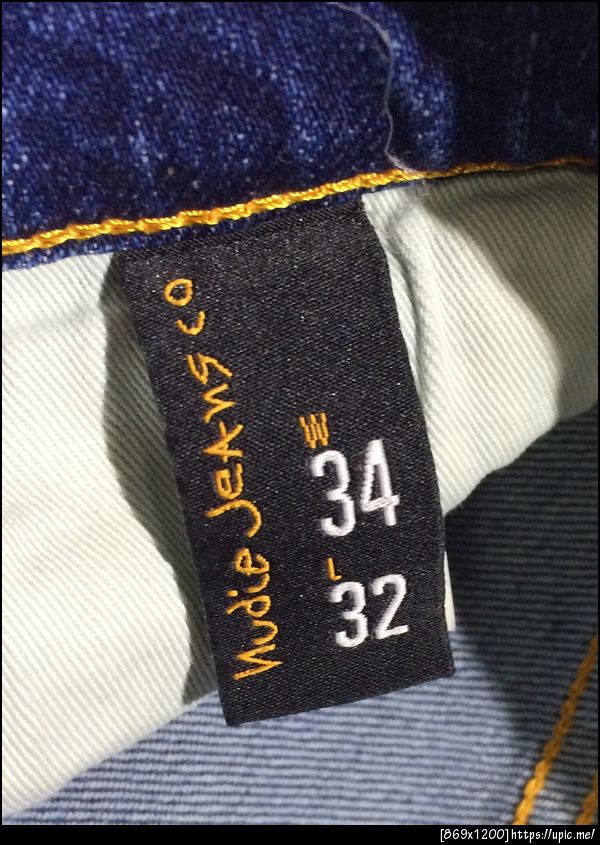 Nudie Jeans co
W
34
L
32
[869x1200]https://upic.me/